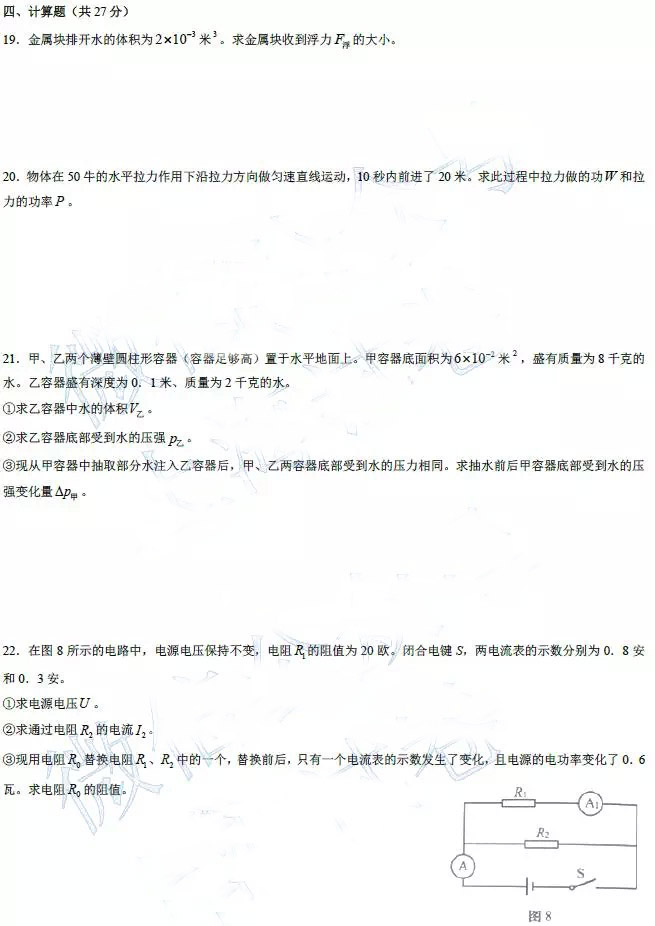 四、计算题（共 27 分）
19．金属块排开水的体积为 2×10⁻³ 米³。求金属块收到浮力 F浮 的大小。
20．物体在 50 牛的水平拉力作用下沿拉力方向做匀速直线运动，10 秒内前进了 20 米。求此过程中拉力做的功 W 和拉
力的功率 P 。
21．甲、乙两个薄壁圆柱形容器（容器足够高）置于水平地面上。甲容器底面积为 6×10⁻² 米²，盛有质量为 8 千克的
水。乙容器盛有深度为 0．1 米、质量为 2 千克的水。
①求乙容器中水的体积 V乙 。
②求乙容器底部受到水的压强 p乙 。
③现从甲容器中抽取部分水注入乙容器后，甲、乙两容器底部受到水的压力相同。求抽水前后甲容器底部受到水的压
强变化量 Δp甲 。
22．在图 8 所示的电路中，电源电压保持不变，电阻 R₁ 的阻值为 20 欧。闭合电键 S，两电流表的示数分别为 0．8 安
和 0．3 安。
①求电源电压 U 。
②求通过电阻 R₂ 的电流 I₂ 。
③现用电阻 R₀ 替换电阻 R₁、R₂ 中的一个，替换前后，只有一个电流表的示数发生了变化，且电源的电功率变化了 0．6
瓦。求电阻 R₀ 的阻值。
R₁
A₁
R₂
A
S
图 8